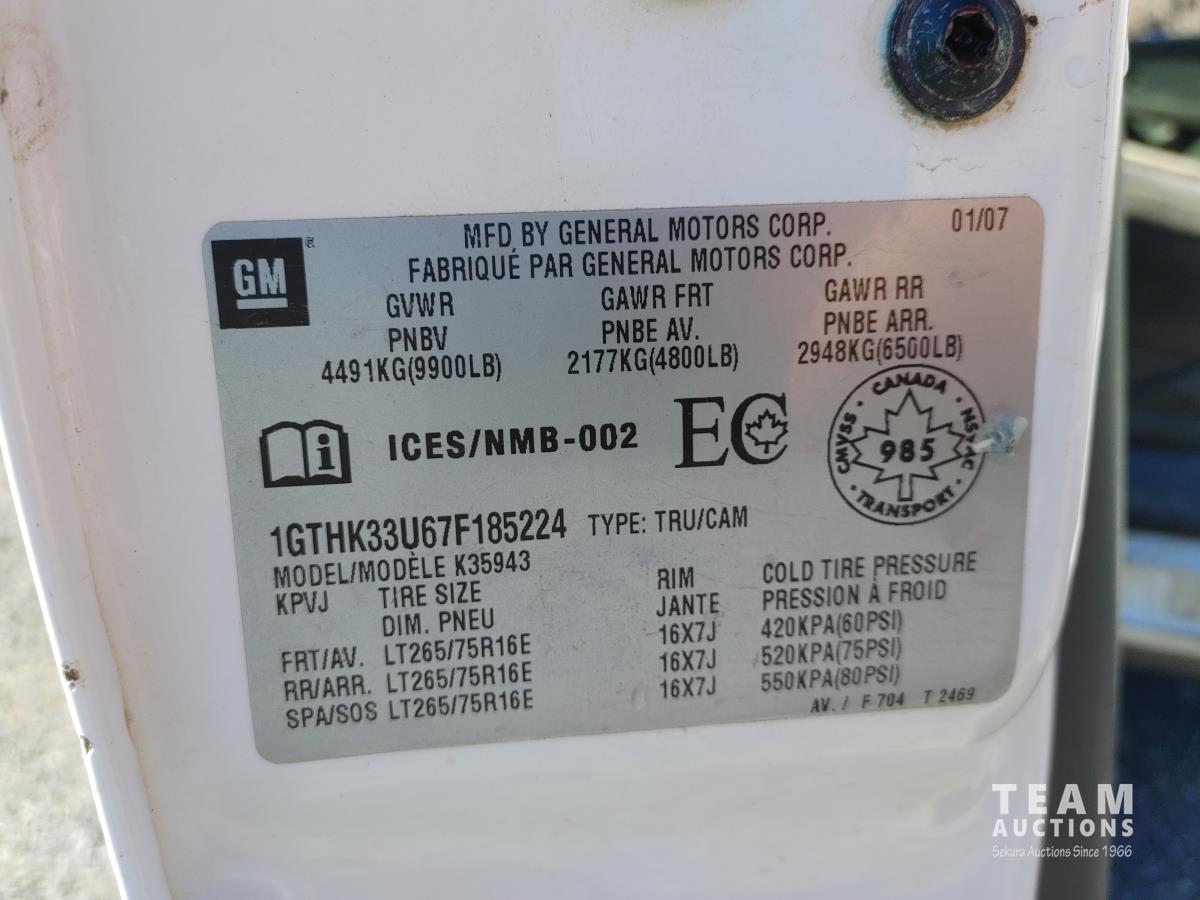 MFD BY GENERAL MOTORS CORP. 01/07
GM ®
FABRIQUÉ PAR GENERAL MOTORS CORP.
GVWR GAWR FRT GAWR RR
PNBV PNBE AV. PNBE ARR.
4491KG(9900LB) 2177KG(4800LB) 2948KG(6500LB)
i ICES/NMB-002 EC
CANADA
CMVSS 985
TRANSPORT
1GTHK33U67F185224 TYPE: TRU/CAM
MODEL/MODÈLE K35943
KPVJ TIRE SIZE RIM COLD TIRE PRESSURE
DIM. PNEU JANTE PRESSION À FROID
FRT/AV. LT265/75R16E 16X7J 420KPA(60PSI)
RR/ARR. LT265/75R16E 16X7J 520KPA(75PSI)
SPA/SOS LT265/75R16E 16X7J 550KPA(80PSI)
AV. / F 704 T 2469
TEAM
AUCTIONS
Sekura Auctions Since 1966